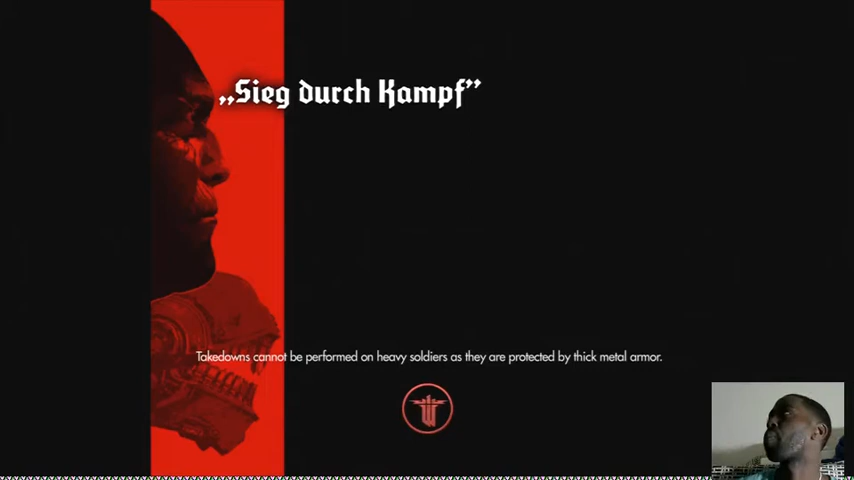 „Sieg durch Kampf”
Takedowns cannot be performed on heavy soldiers as they are protected by thick metal armor.